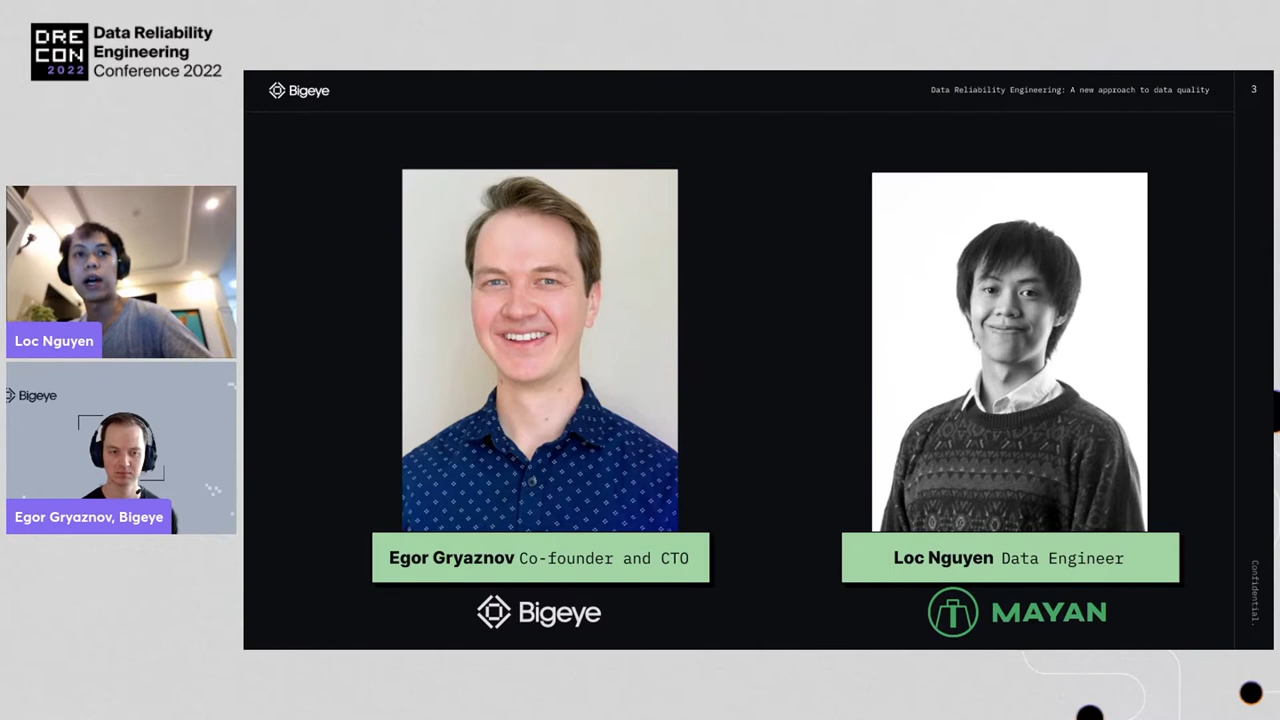 DRE
CON
2022
Data Reliability
Engineering
Conference 2022
Bigeye
Data Reliability Engineering: A new approach to data quality
3
Loc Nguyen
Bigeye
Egor Gryaznov, Bigeye
Egor Gryaznov Co-founder and CTO
Bigeye
Loc Nguyen Data Engineer
MAYAN
Confidential.